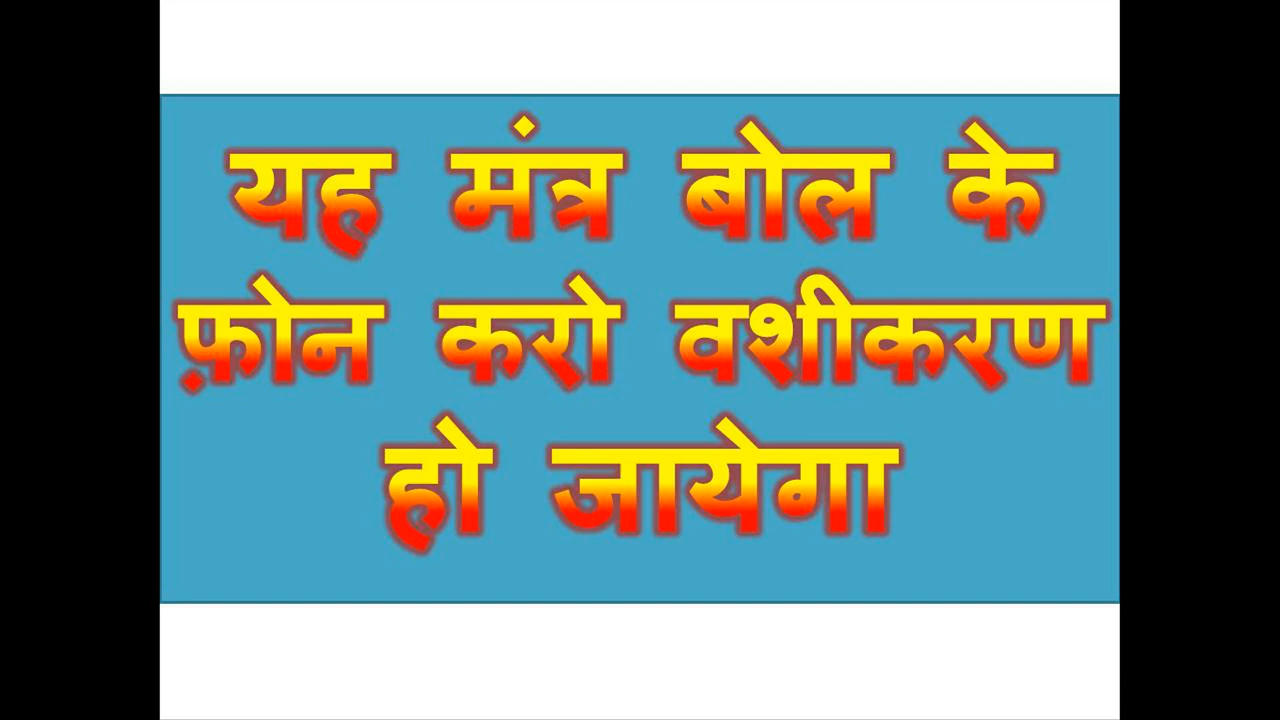 यह मंत्र बोल के
फ़ोन करो वशीकरण
हो जायेगा